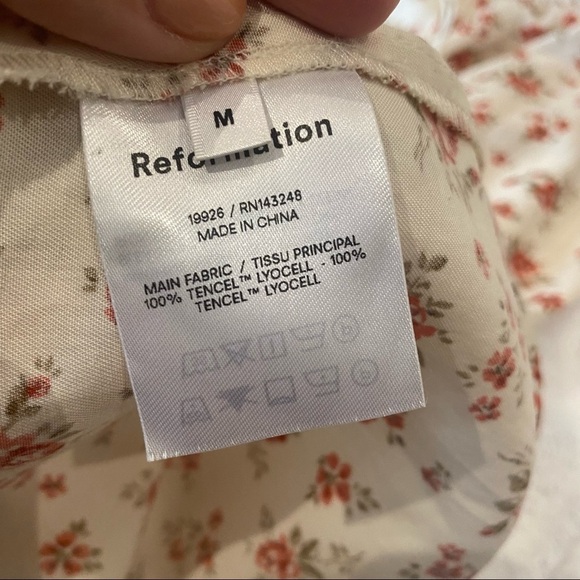 M
Reformation
19926 / RN143248
MADE IN CHINA
MAIN FABRIC / TISSU PRINCIPAL
100% TENCEL™ LYOCELL - 100%
TENCEL™ LYOCELL